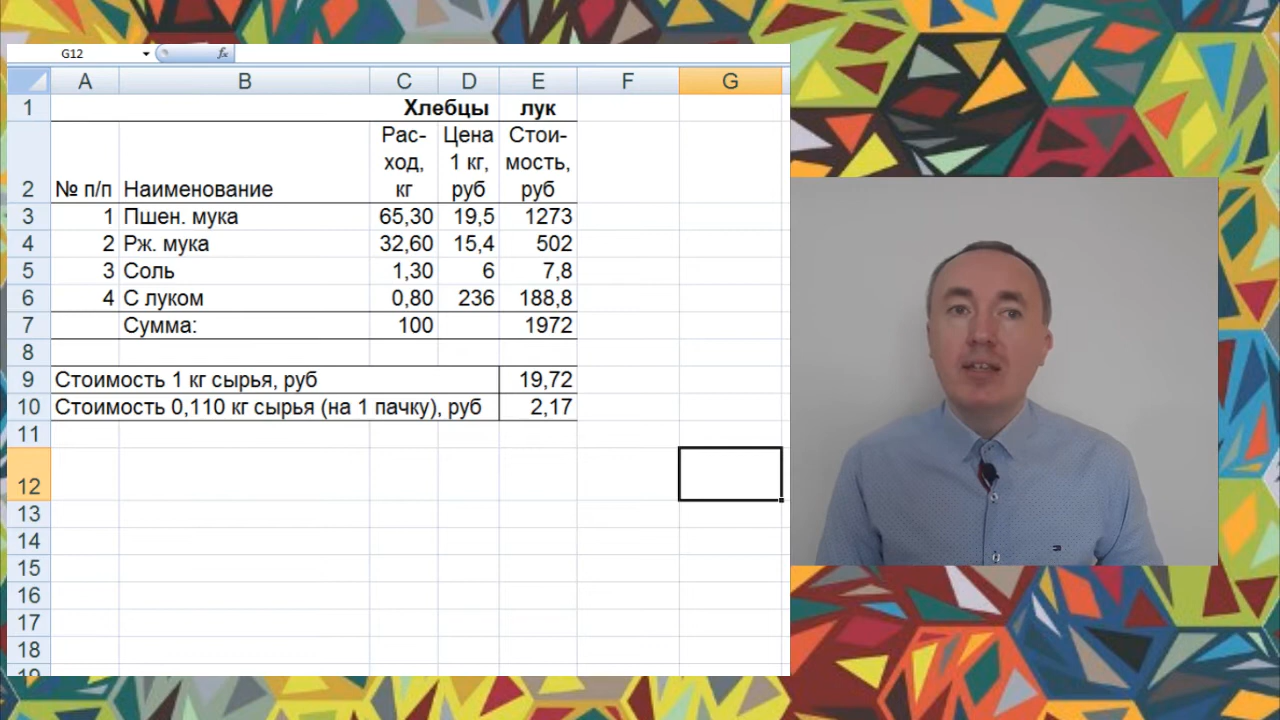 G12 fx
A B C D E F G
1 Хлебцы лук
2 № п/п Наименование Рас-ход, кг Цена 1 кг, руб Стои-мость, руб
3 1 Пшен. мука 65,30 19,5 1273
4 2 Рж. мука 32,60 15,4 502
5 3 Соль 1,30 6 7,8
6 4 С луком 0,80 236 188,8
7 Сумма: 100 1972
8
9 Стоимость 1 кг сырья, руб 19,72
10 Стоимость 0,110 кг сырья (на 1 пачку), руб 2,17
11
12
13
14
15
16
17
18
19